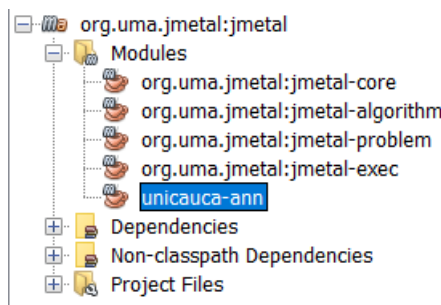 org.uma.jmetal:jmetal
Modules
org.uma.jmetal:jmetal-core
org.uma.jmetal:jmetal-algorithm
org.uma.jmetal:jmetal-problem
org.uma.jmetal:jmetal-exec
unicauca-ann
Dependencies
Non-classpath Dependencies
Project Files